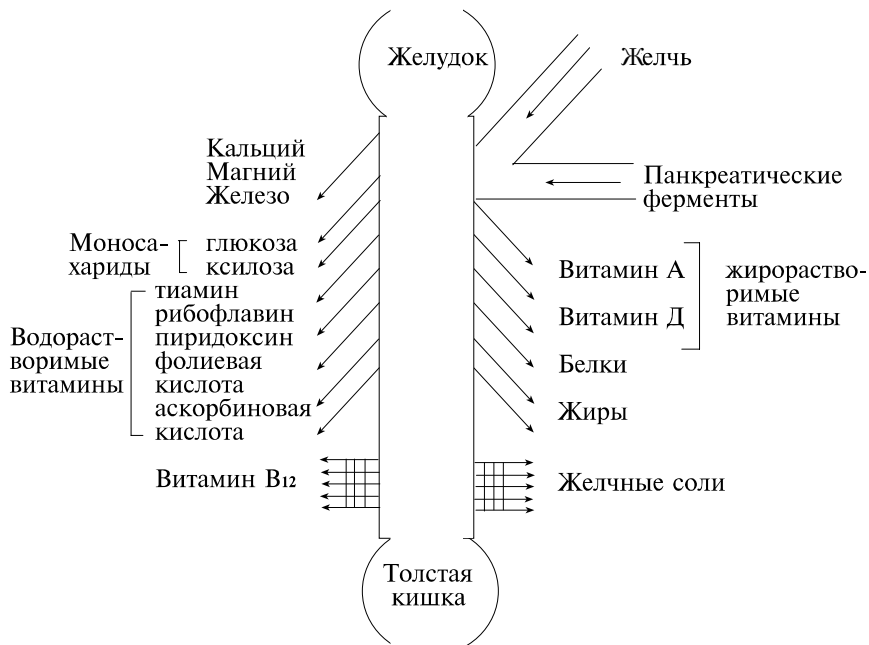 Желудок
Желчь
Кальций
Магний
Железо
Панкреатические
ферменты
Моноса-
хариды
глюкоза
ксилоза
Водораст-
воримые
витамины
тиамин
рибофлавин
пиридоксин
фолиевая
кислота
аскорбиновая
кислота
Витамин А
Витамин Д
жирораство-
римые
витамины
Белки
Жиры
Витамин В12
Желчные соли
Толстая
кишка